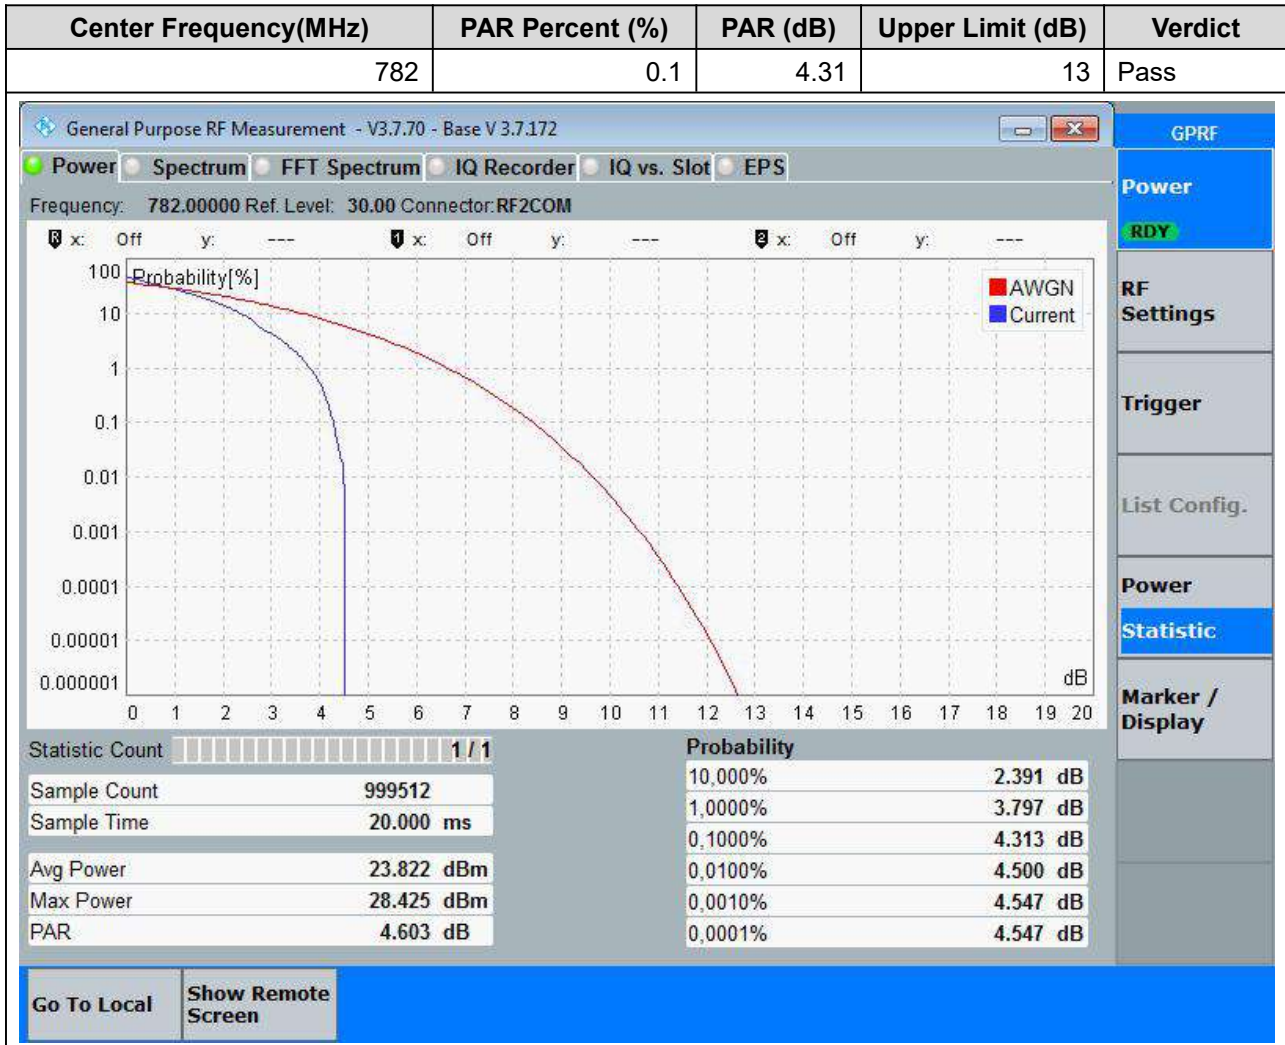 Center Frequency(MHz) PAR Percent (%) PAR (dB) Upper Limit (dB) Verdict
782 0.1 4.31 13 Pass
General Purpose RF Measurement - V3.7.70 - Base V 3.7.172
GPRF
Power Spectrum FFT Spectrum IQ Recorder IQ vs. Slot EPS
Frequency: 782.00000 Ref. Level: 30.00 Connector:RF2COM
R x: Off y: --- 1 x: Off y: --- 2 x: Off y: ---
Probability[%]
100
10
1
0.1
0.01
0.001
0.0001
0.00001
0.000001
AWGN
Current
dB
0 1 2 3 4 5 6 7 8 9 10 11 12 13 14 15 16 17 18 19 20
Statistic Count 1 / 1
Sample Count 999512
Sample Time 20.000 ms
Avg Power 23.822 dBm
Max Power 28.425 dBm
PAR 4.603 dB
Probability
10,000% 2.391 dB
1,0000% 3.797 dB
0,1000% 4.313 dB
0,0100% 4.500 dB
0,0010% 4.547 dB
0,0001% 4.547 dB
Power
RDY
RF
Settings
Trigger
List Config.
Power
Statistic
Marker /
Display
Go To Local
Show Remote
Screen